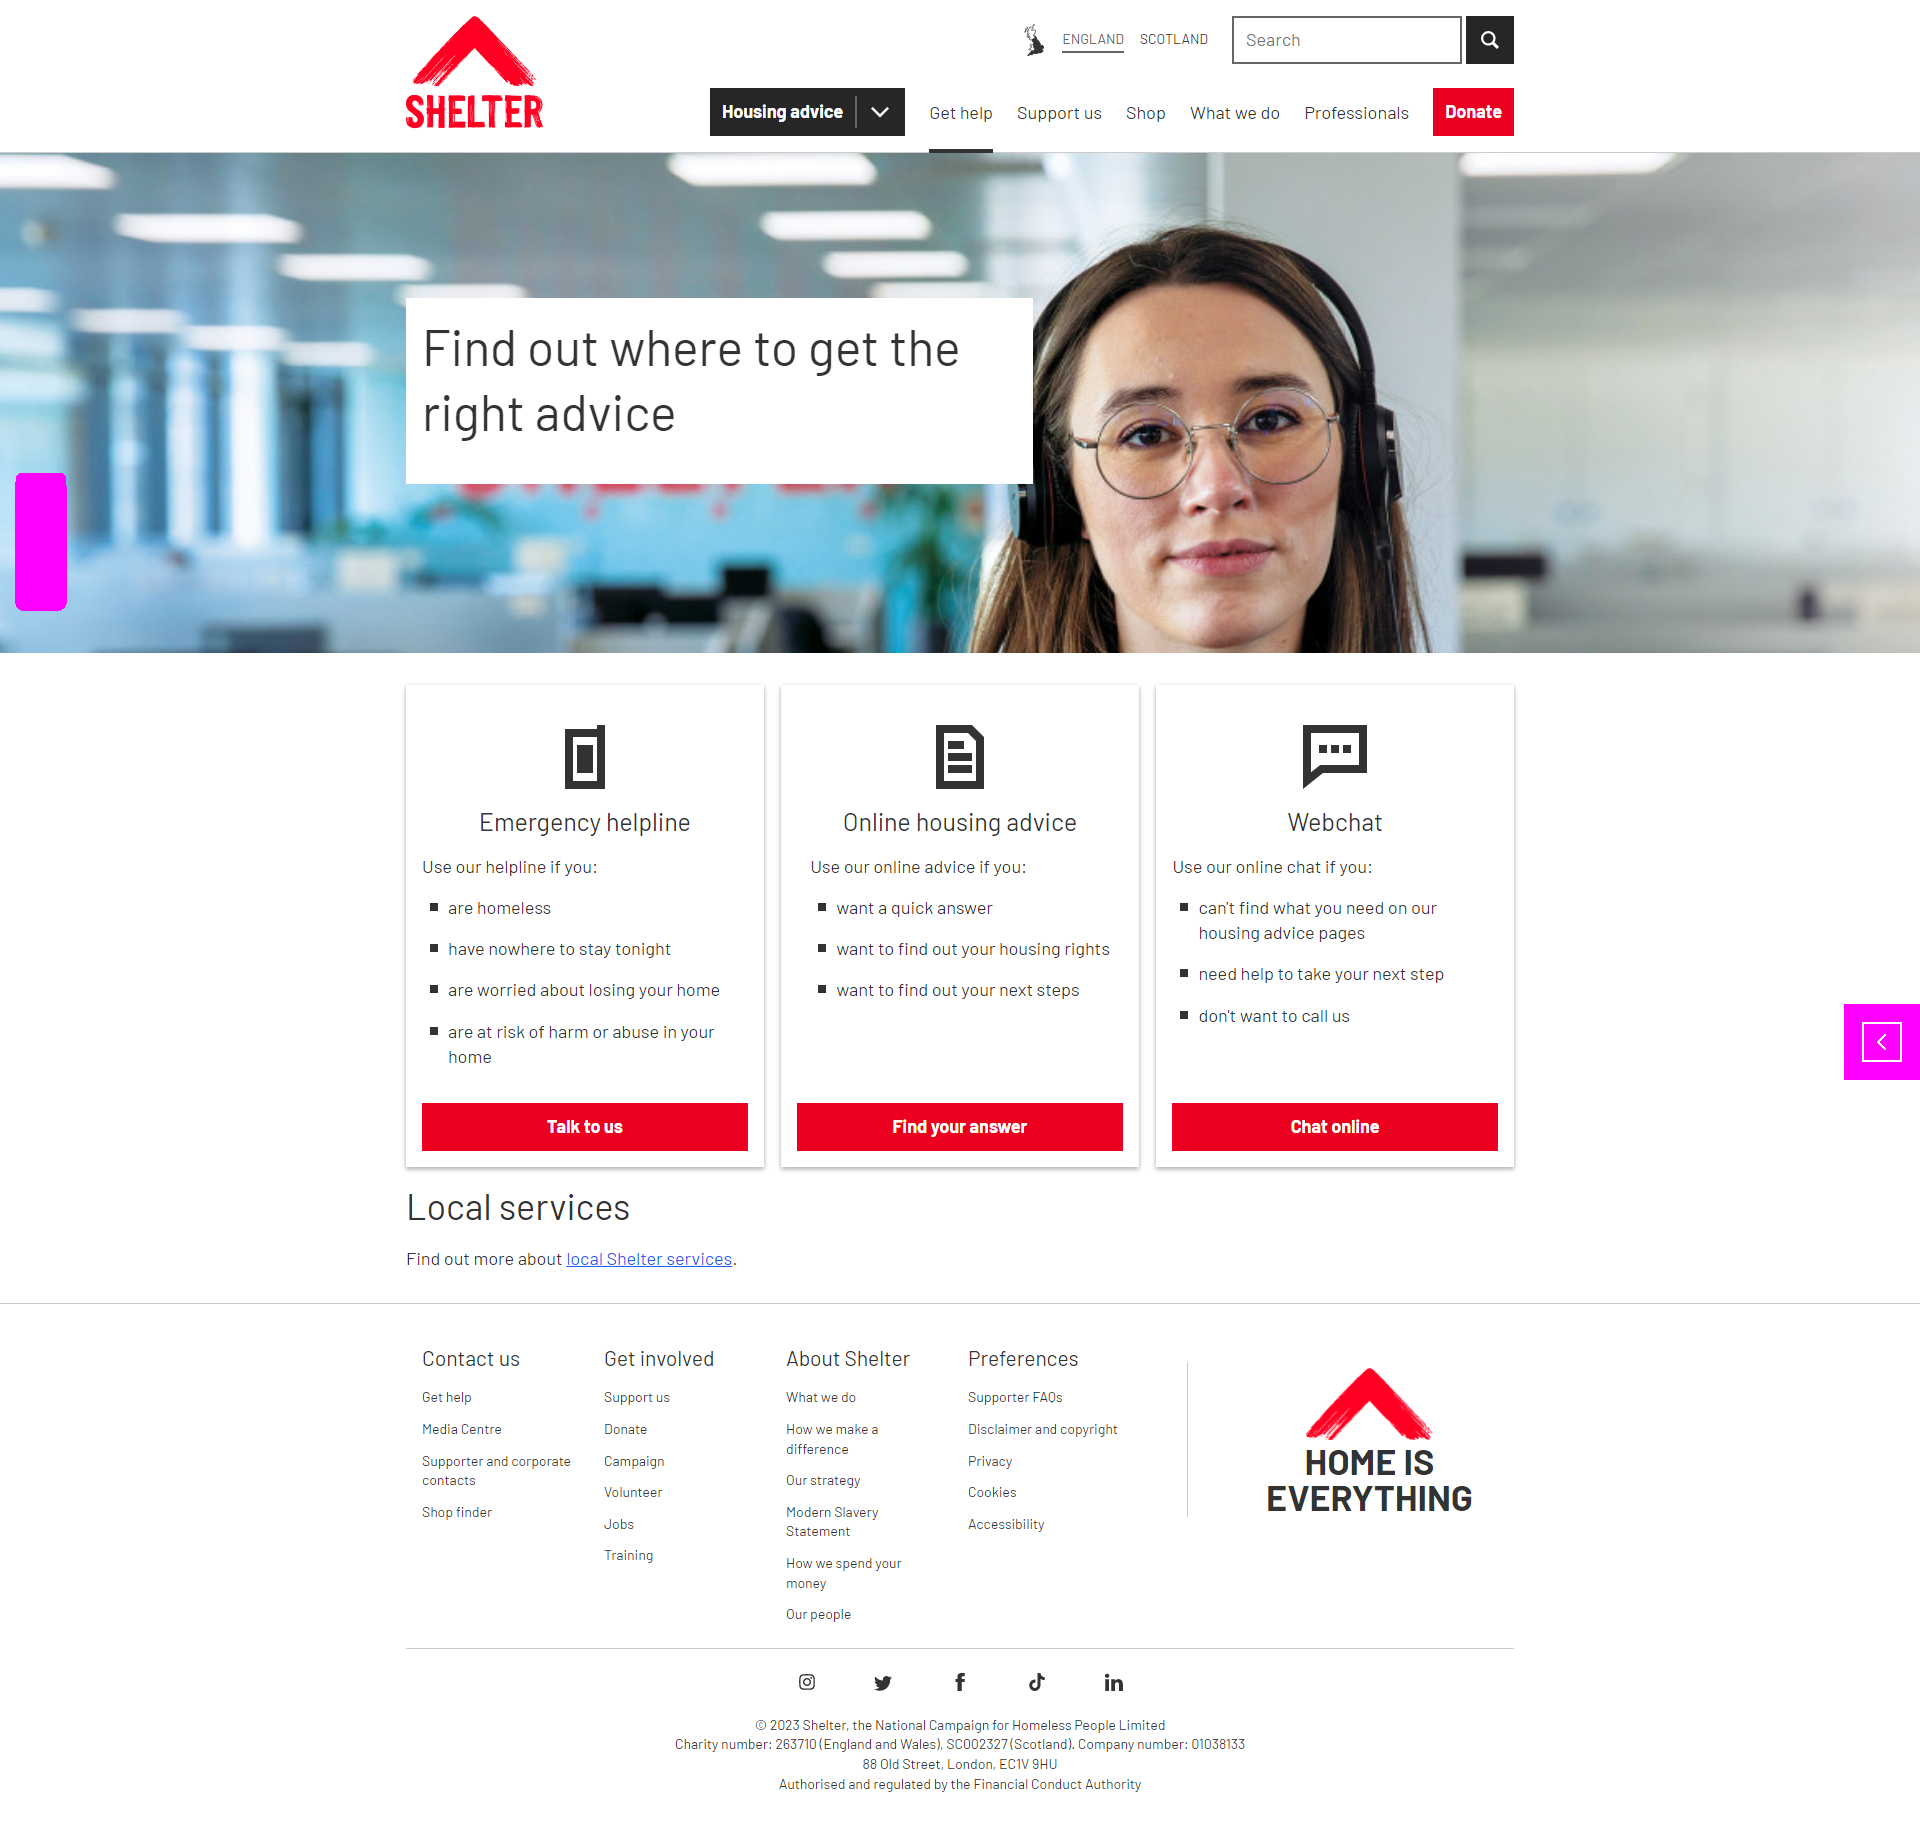 SHELTER
ENGLAND
SCOTLAND
Search
Housing advice
Get help
Support us
Shop
What we do
Professionals
Donate
Find out where to get the
right advice
Emergency helpline
Use our helpline if you:
are homeless
have nowhere to stay tonight
are worried about losing your home
are at risk of harm or abuse in your
home
Talk to us
Online housing advice
Use our online advice if you:
want a quick answer
want to find out your housing rights
want to find out your next steps
Find your answer
Webchat
Use our online chat if you:
can't find what you need on our
housing advice pages
need help to take your next step
don't want to call us
Chat online
Local services
Find out more about local Shelter services.
Contact us
Get help
Media Centre
Supporter and corporate
contacts
Shop finder
Get involved
Support us
Donate
Campaign
Volunteer
Jobs
Training
About Shelter
What we do
How we make a
difference
Our strategy
Modern Slavery
Statement
How we spend your
money
Our people
Preferences
Supporter FAQs
Disclaimer and copyright
Privacy
Cookies
Accessibility
HOME IS
EVERYTHING
© 2023 Shelter, the National Campaign for Homeless People Limited
Charity number: 263710 (England and Wales), SC002327 (Scotland). Company number: 01038133
88 Old Street, London, EC1V 9HU
Authorised and regulated by the Financial Conduct Authority